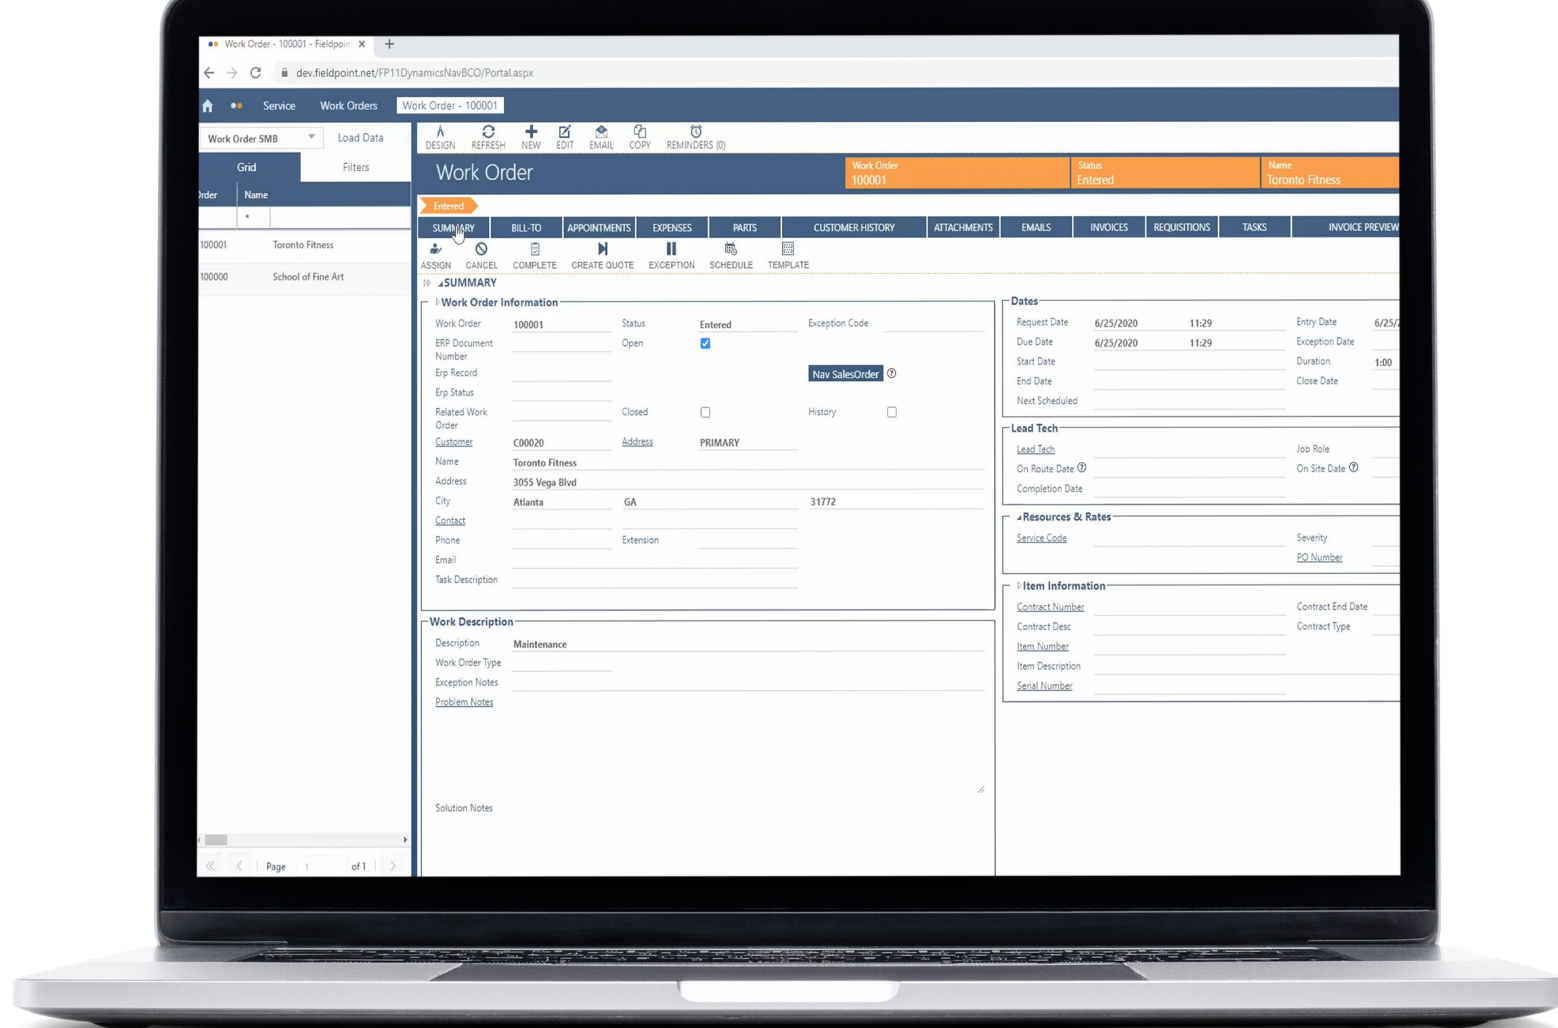 Work Order - 100001 - Fieldpoin
dev.fieldpoint.net/FP11DynamicsNavBCO/Portal.aspx
Service Work Orders Work Order - 100001
Work Order SMB Load Data
Grid Filters
Order Name
*
100001 Toronto Fitness
100000 School of Fine Art
Page 1 of 1
DESIGN REFRESH NEW EDIT EMAIL COPY REMINDERS (0)
Work Order
Work Order
100001
Status
Entered
Name
Toronto Fitness
Entered
SUMMARY BILL-TO APPOINTMENTS EXPENSES PARTS CUSTOMER HISTORY ATTACHMENTS EMAILS INVOICES REQUISITIONS TASKS INVOICE PREVIEW
ASSIGN CANCEL COMPLETE CREATE QUOTE EXCEPTION SCHEDULE TEMPLATE
SUMMARY
Work Order Information
Work Order 100001 Status Entered Exception Code
ERP Document
Number
Open
Erp Record Nav SalesOrder
Erp Status
Related Work
Order
Closed History
Customer C00020 Address PRIMARY
Name Toronto Fitness
Address 3055 Vega Blvd
City Atlanta GA 31772
Contact
Phone Extension
Email
Task Description
Work Description
Description Maintenance
Work Order Type
Exception Notes
Problem Notes
Solution Notes
Dates
Request Date 6/25/2020 11:29 Entry Date 6/25/2
Due Date 6/25/2020 11:29 Exception Date
Start Date Duration 1:00
End Date Close Date
Next Scheduled
Lead Tech
Lead Tech Job Role
On Route Date On Site Date
Completion Date
Resources & Rates
Service Code Severity
PO Number
Item Information
Contract Number Contract End Date
Contract Desc Contract Type
Item Number
Item Description
Serial Number